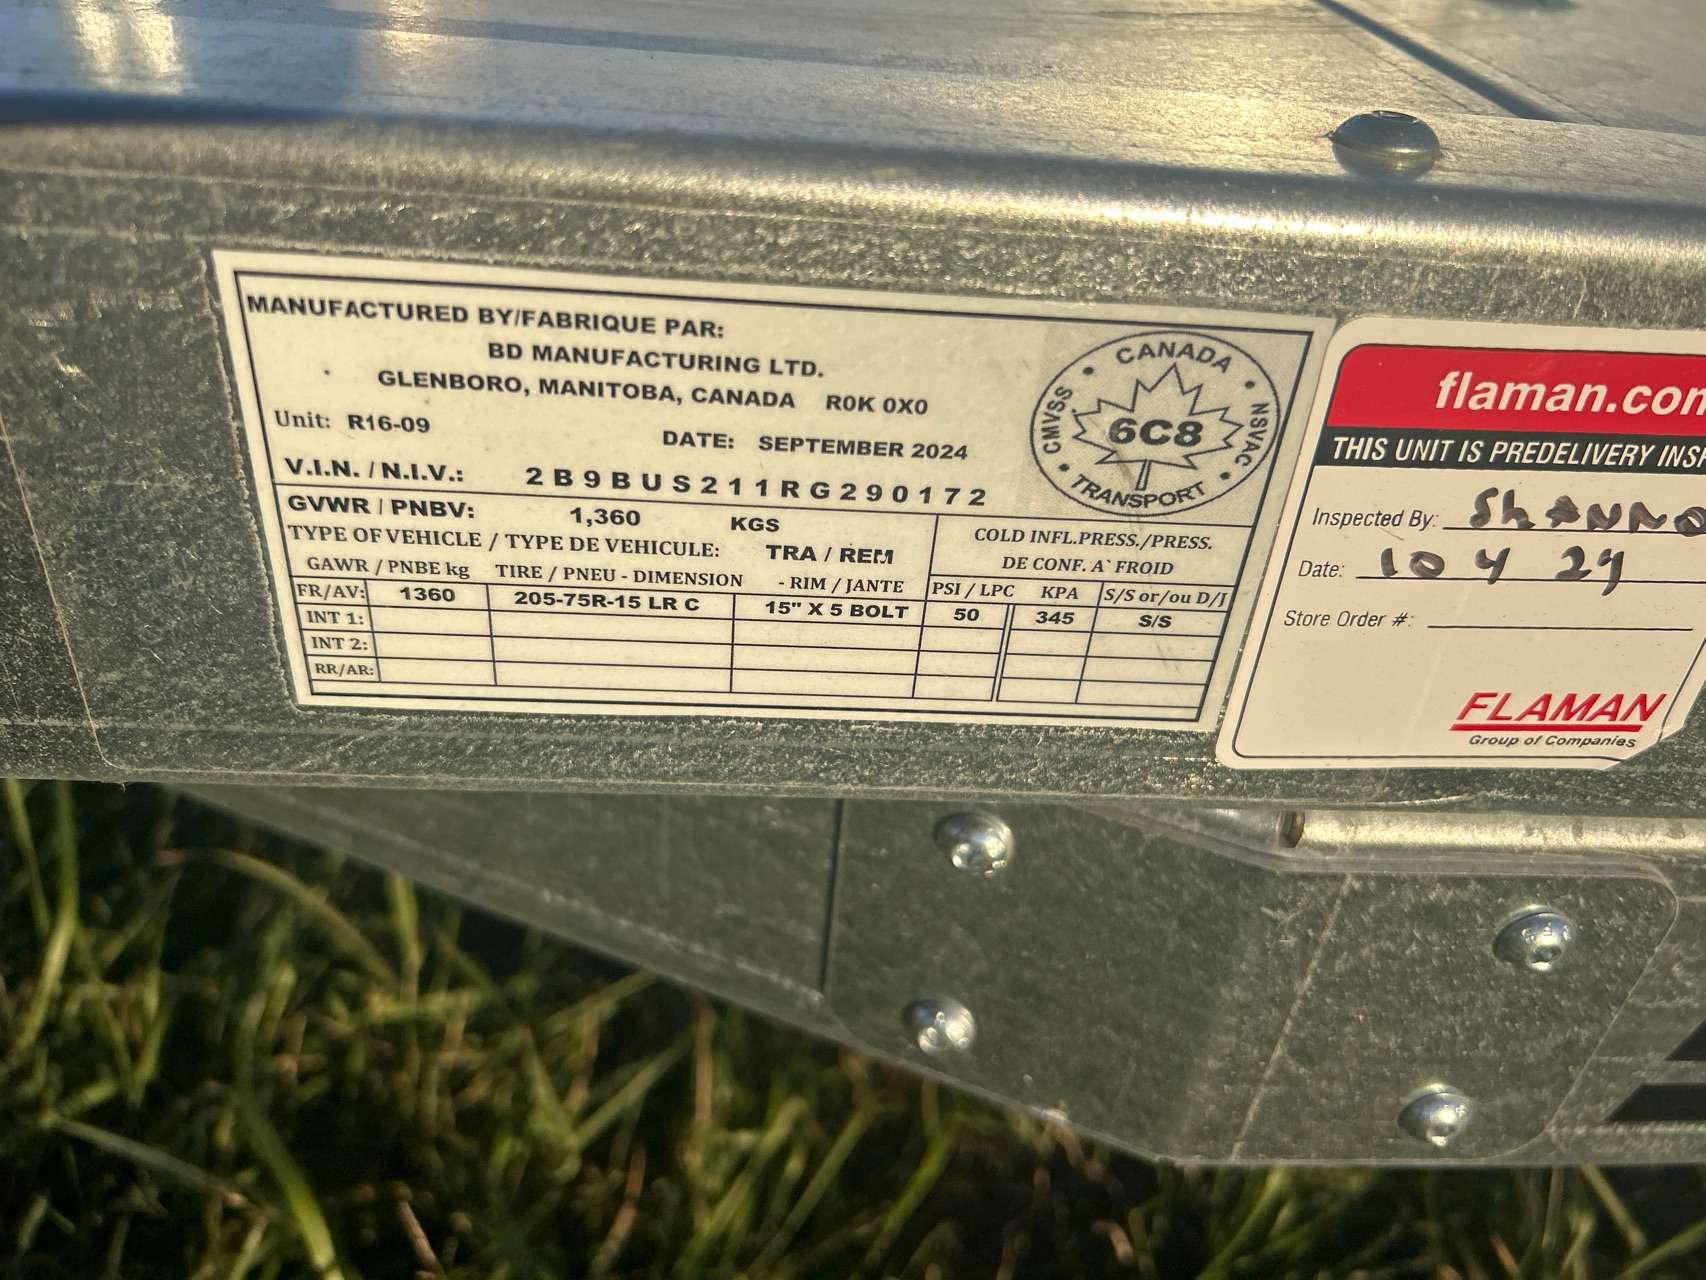 MANUFACTURED BY/FABRIQUE PAR:
BD MANUFACTURING LTD.
GLENBORO, MANITOBA, CANADA R0K 0X0
Unit: R16-09
DATE: SEPTEMBER 2024
V.I.N. / N.I.V.: 2B9BUS211RG290172
CANADA
CMVSS
6C8
NSVAC
TRANSPORT
GVWR / PNBV: 1,360 KGS
TYPE OF VEHICLE / TYPE DE VEHICULE: TRA / REM
COLD INFL.PRESS./PRESS.
DE CONF. A` FROID
GAWR / PNBE kg TIRE / PNEU - DIMENSION - RIM / JANTE PSI / LPC KPA S/S or/ou D/J
FR/AV: 1360 205-75R-15 LR C 15" X 5 BOLT 50 345 S/S
INT 1:
INT 2:
RR/AR:
flaman.com
THIS UNIT IS PREDELIVERY
Inspected By:
Date: 10 4 24
Store Order #:
FLAMAN
Group of Companies